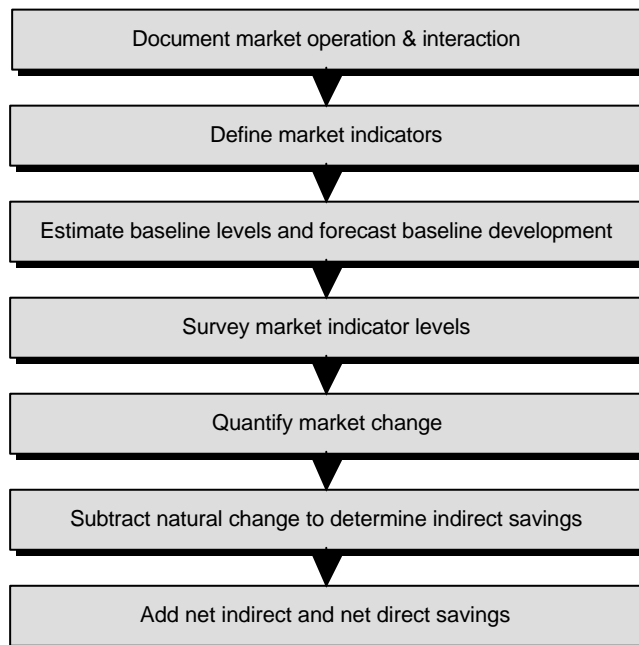 Document market operation & interaction
Define market indicators
Estimate baseline levels and forecast baseline development
Survey market indicator levels
Quantify market change
Subtract natural change to determine indirect savings
Add net indirect and net direct savings